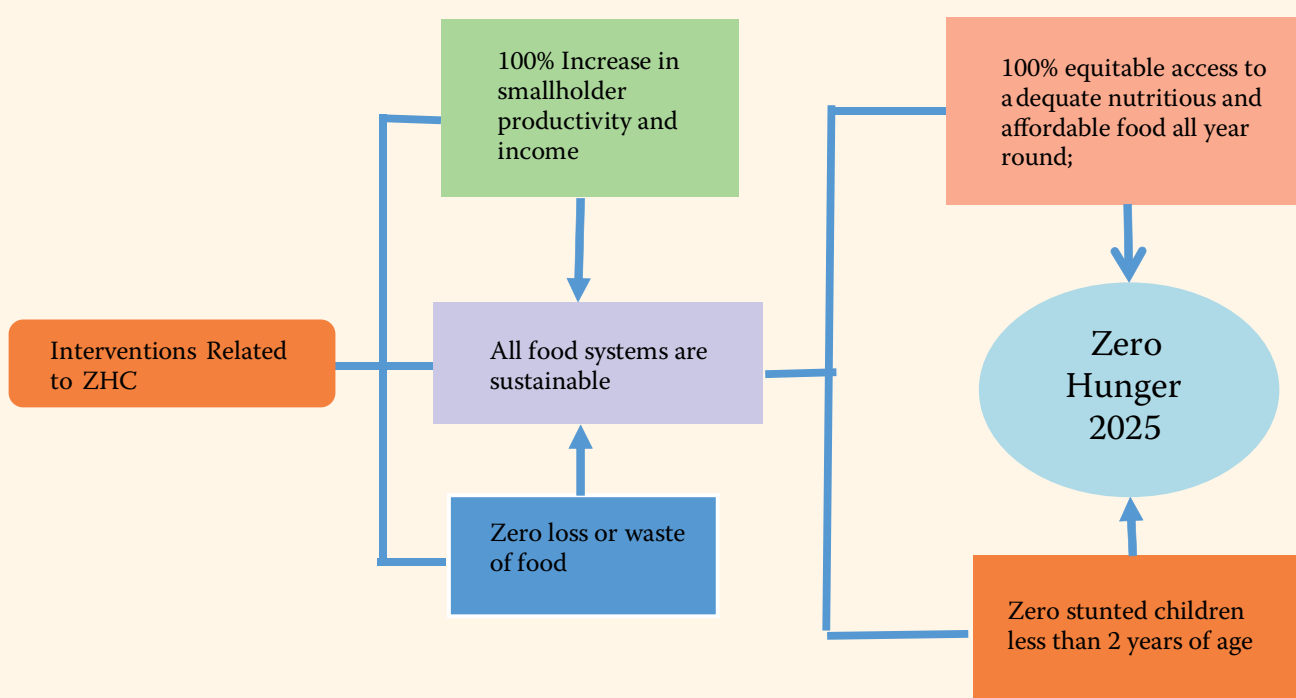 100% Increase in
smallholder
productivity and
income
100% equitable access to
adequate nutritious and
affordable food all year
round;
Interventions Related
to ZHC
All food systems are
sustainable
Zero
Hunger
2025
Zero loss or waste
of food
Zero stunted children
less than 2 years of age